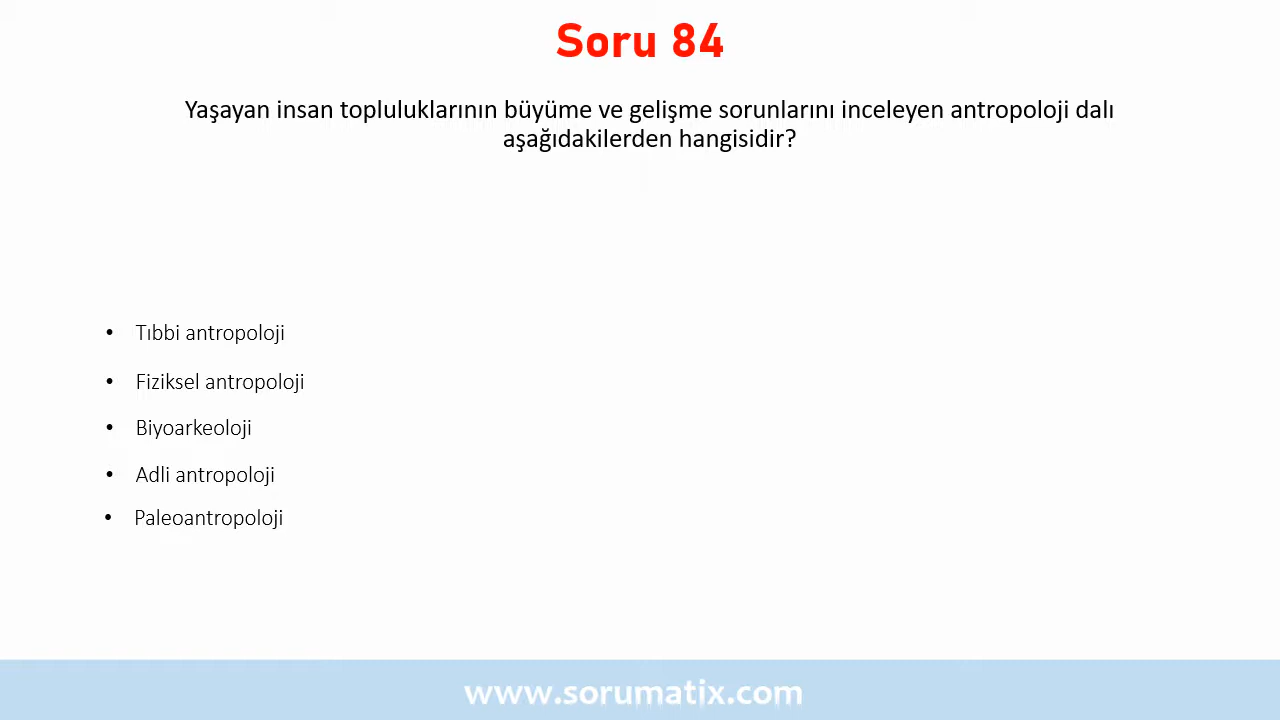 Soru 84
Yaşayan insan topluluklarının büyüme ve gelişme sorunlarını inceleyen antropoloji dalı
aşağıdakilerden hangisidir?
• Tıbbi antropoloji
• Fiziksel antropoloji
• Biyoarkeoloji
• Adli antropoloji
• Paleoantropoloji
www.sorumatix.com